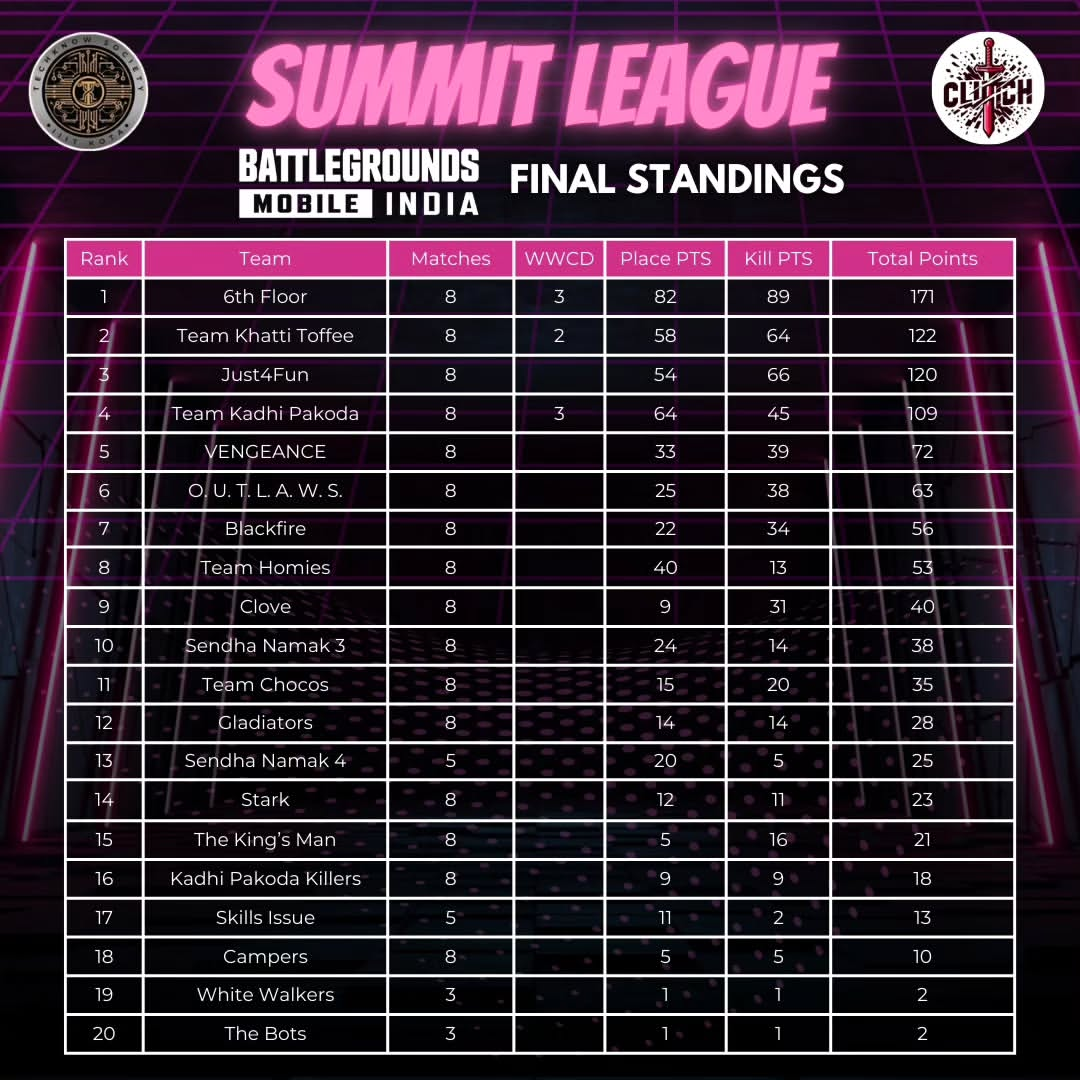 TECHKNOW SOCIETY
IIIT KOTA
SUMMIT LEAGUE
CLUTCH
BATTLEGROUNDS
MOBILE INDIA
FINAL STANDINGS
Rank Team Matches WWCD Place PTS Kill PTS Total Points
1 6th Floor 8 3 82 89 171
2 Team Khatti Toffee 8 2 58 64 122
3 Just4Fun 8 54 66 120
4 Team Kadhi Pakoda 8 3 64 45 109
5 VENGEANCE 8 33 39 72
6 O. U. T. L. A. W. S. 8 25 38 63
7 Blackfire 8 22 34 56
8 Team Homies 8 40 13 53
9 Clove 8 9 31 40
10 Sendha Namak 3 8 24 14 38
11 Team Chocos 8 15 20 35
12 Gladiators 8 14 14 28
13 Sendha Namak 4 5 20 5 25
14 Stark 8 12 11 23
15 The King’s Man 8 5 16 21
16 Kadhi Pakoda Killers 8 9 9 18
17 Skills Issue 5 11 2 13
18 Campers 8 5 5 10
19 White Walkers 3 1 1 2
20 The Bots 3 1 1 2